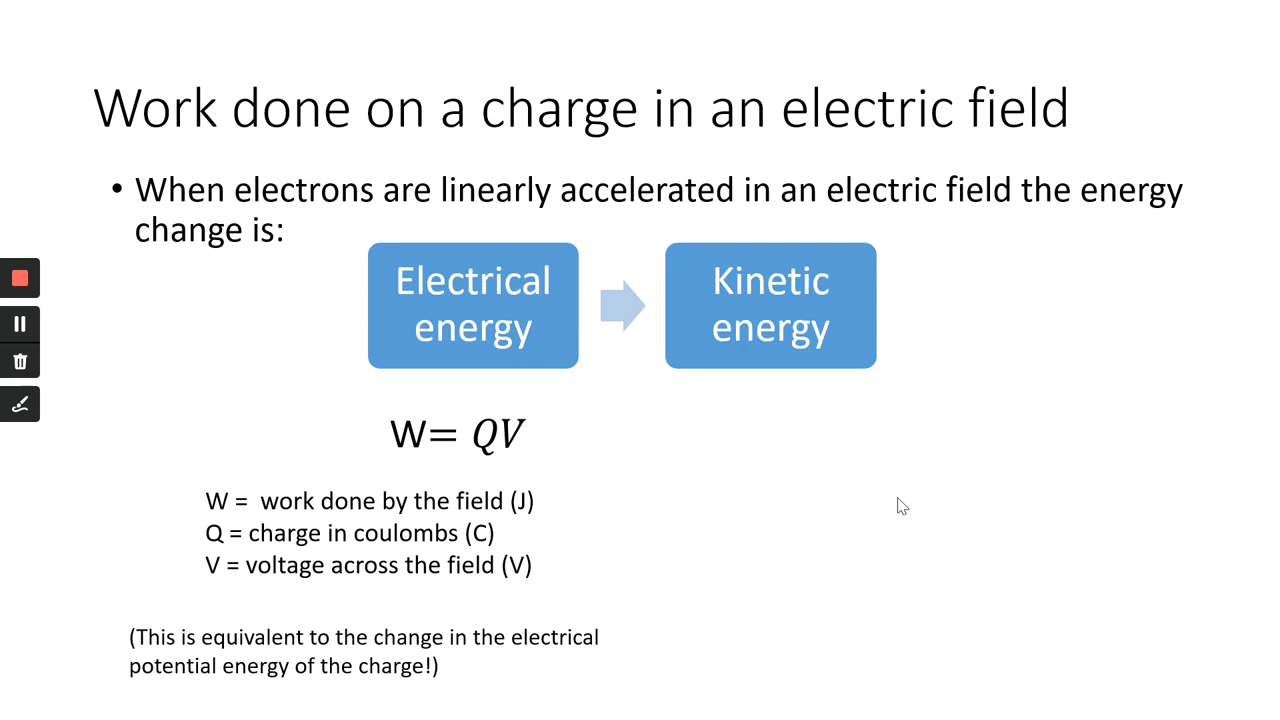 Work done on a charge in an electric field
• When electrons are linearly accelerated in an electric field the energy
change is:
Electrical
energy
Kinetic
energy
W= QV
W =  work done by the field (J)
Q = charge in coulombs (C)
V = voltage across the field (V)
(This is equivalent to the change in the electrical
potential energy of the charge!)